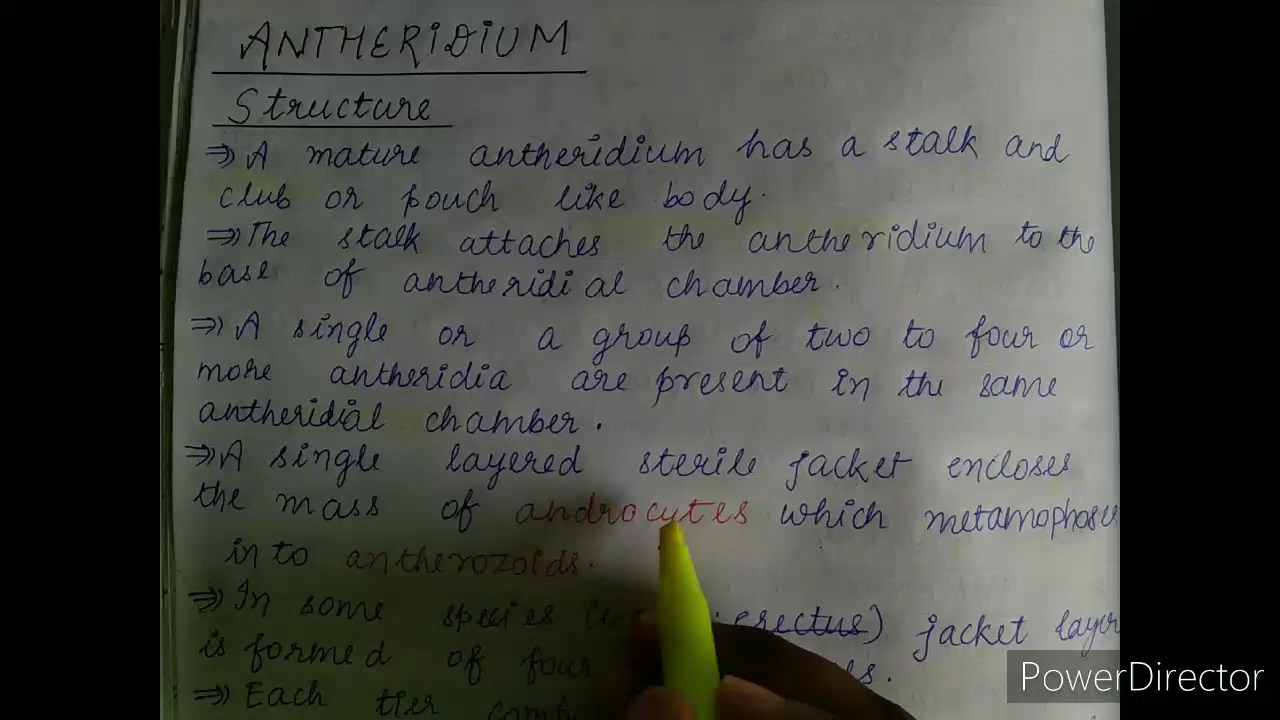 ANTHERIDIUM
Structure
⇒ A mature antheridium has a stalk and
club or pouch like body.
⇒ The stalk attaches the antheridium to the
base of antheridial chamber.
⇒ A single or a group of two to four or
more antheridia are present in the same
antheridial chamber.
⇒ A single layered sterile jacket encloses
the mass of androcytes which metamophoses
in to antherozoids.
⇒ In some species erectus) jacket layer
is formed of four
⇒ Each tier
PowerDirector